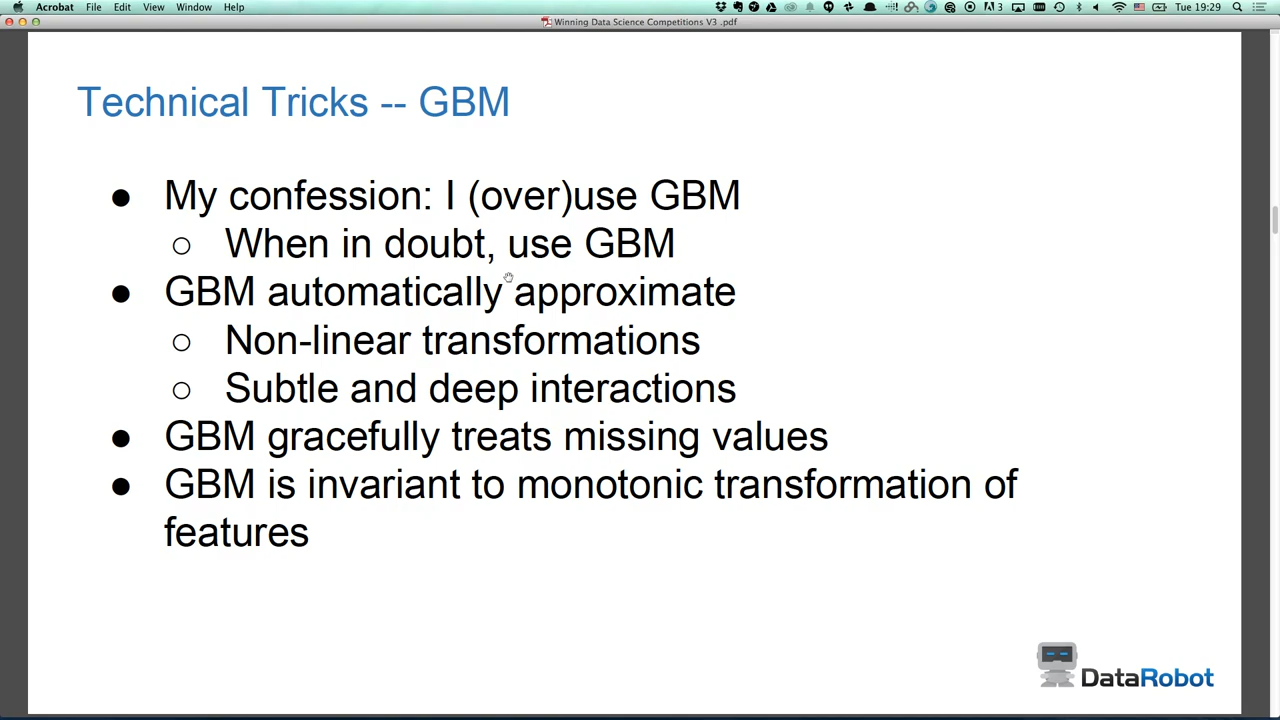 Acrobat File Edit View Window Help
3
Tue 19:29
Winning Data Science Competitions V3 .pdf
Technical Tricks -- GBM
● My confession: I (over)use GBM
○ When in doubt, use GBM
● GBM automatically approximate
○ Non-linear transformations
○ Subtle and deep interactions
● GBM gracefully treats missing values
● GBM is invariant to monotonic transformation of
features
DataRobot